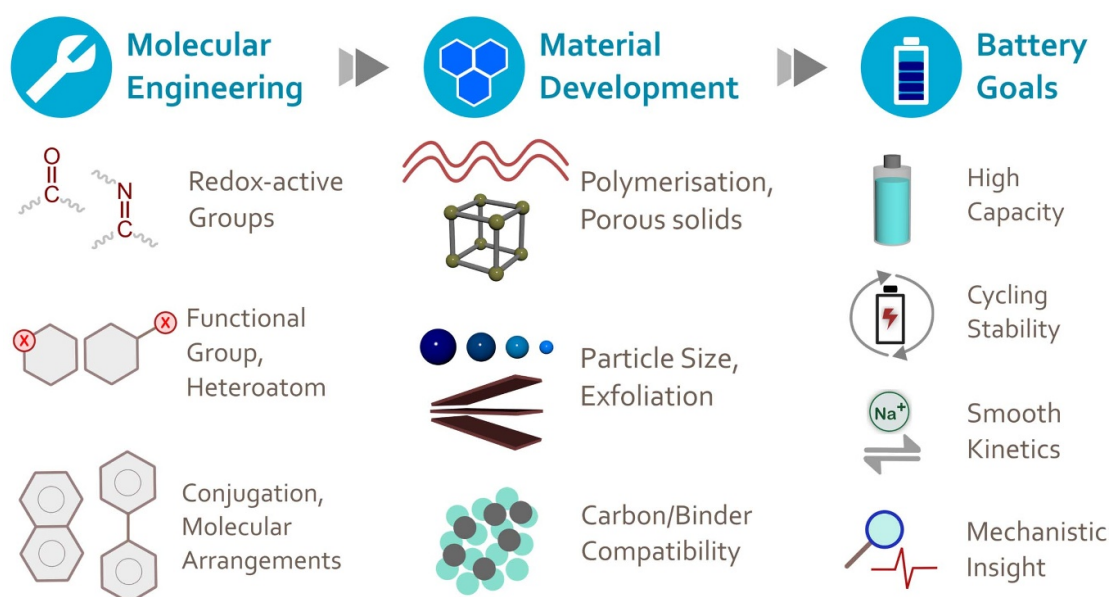 Molecular
Engineering
Material
Development
Battery
Goals
O
C
N
C
Redox-active
Groups
Polymerisation,
Porous solids
High
Capacity
X
X
Functional
Group,
Heteroatom
Particle Size,
Exfoliation
Cycling
Stability
Na+
Smooth
Kinetics
Conjugation,
Molecular
Arrangements
Carbon/Binder
Compatibility
Mechanistic
Insight